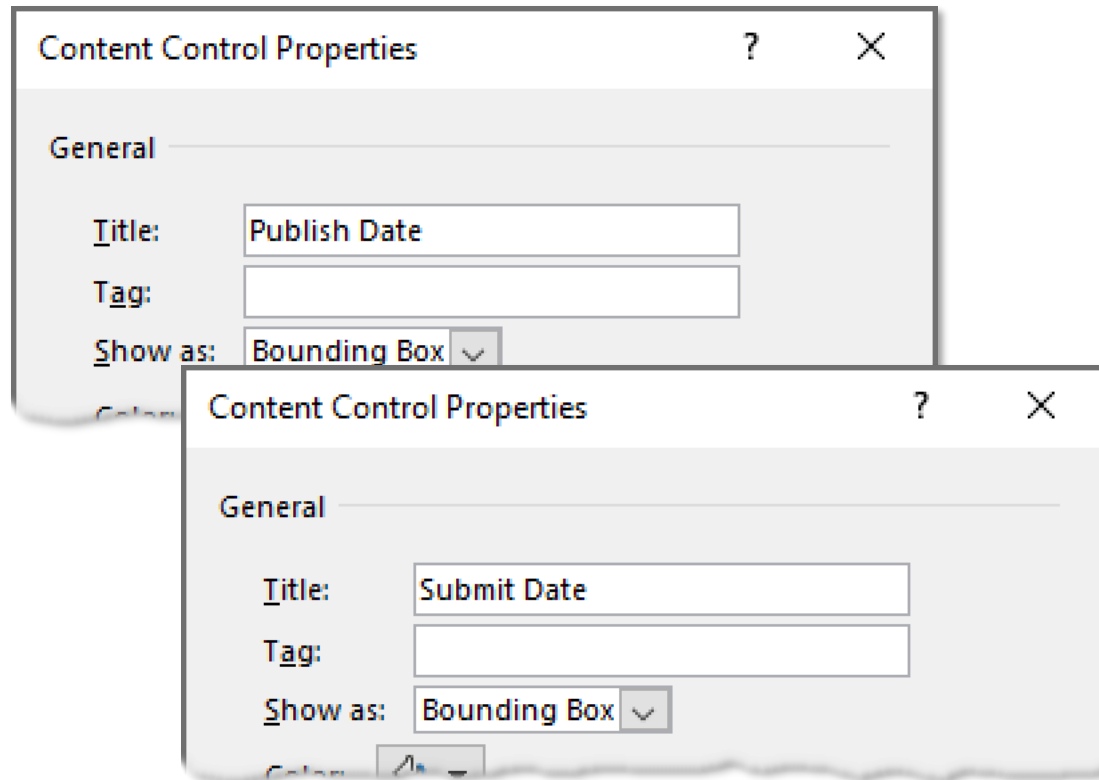 Content Control Properties ? ×
General
Title: Publish Date
Tag:
Show as: Bounding Box
Content Control Properties ? ×
General
Title: Submit Date
Tag:
Show as: Bounding Box